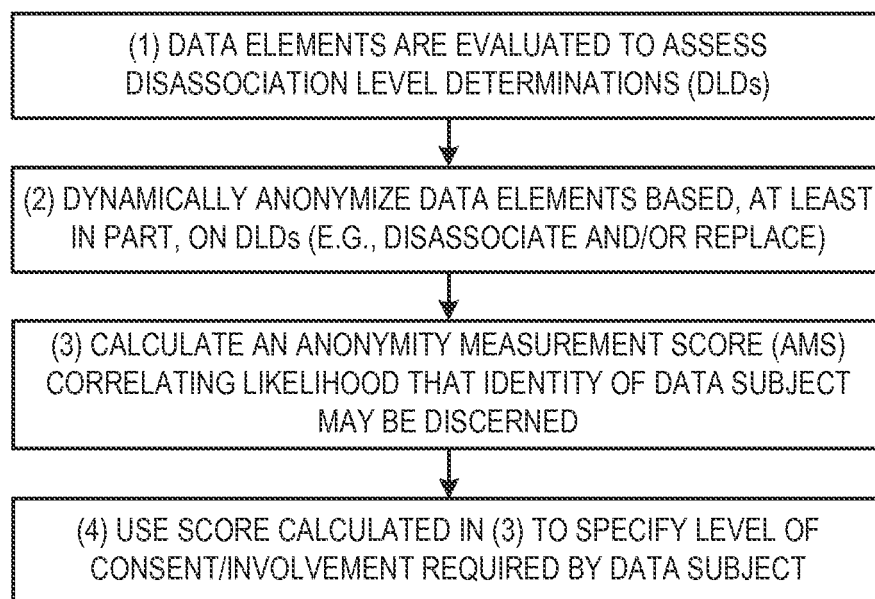 (1) DATA ELEMENTS ARE EVALUATED TO ASSESS
DISASSOCIATION LEVEL DETERMINATIONS (DLDs)
(2) DYNAMICALLY ANONYMIZE DATA ELEMENTS BASED, AT LEAST
IN PART, ON DLDs (E.G., DISASSOCIATE AND/OR REPLACE)
(3) CALCULATE AN ANONYMITY MEASUREMENT SCORE (AMS)
CORRELATING LIKELIHOOD THAT IDENTITY OF DATA SUBJECT
MAY BE DISCERNED
(4) USE SCORE CALCULATED IN (3) TO SPECIFY LEVEL OF
CONSENT/INVOLVEMENT REQUIRED BY DATA SUBJECT